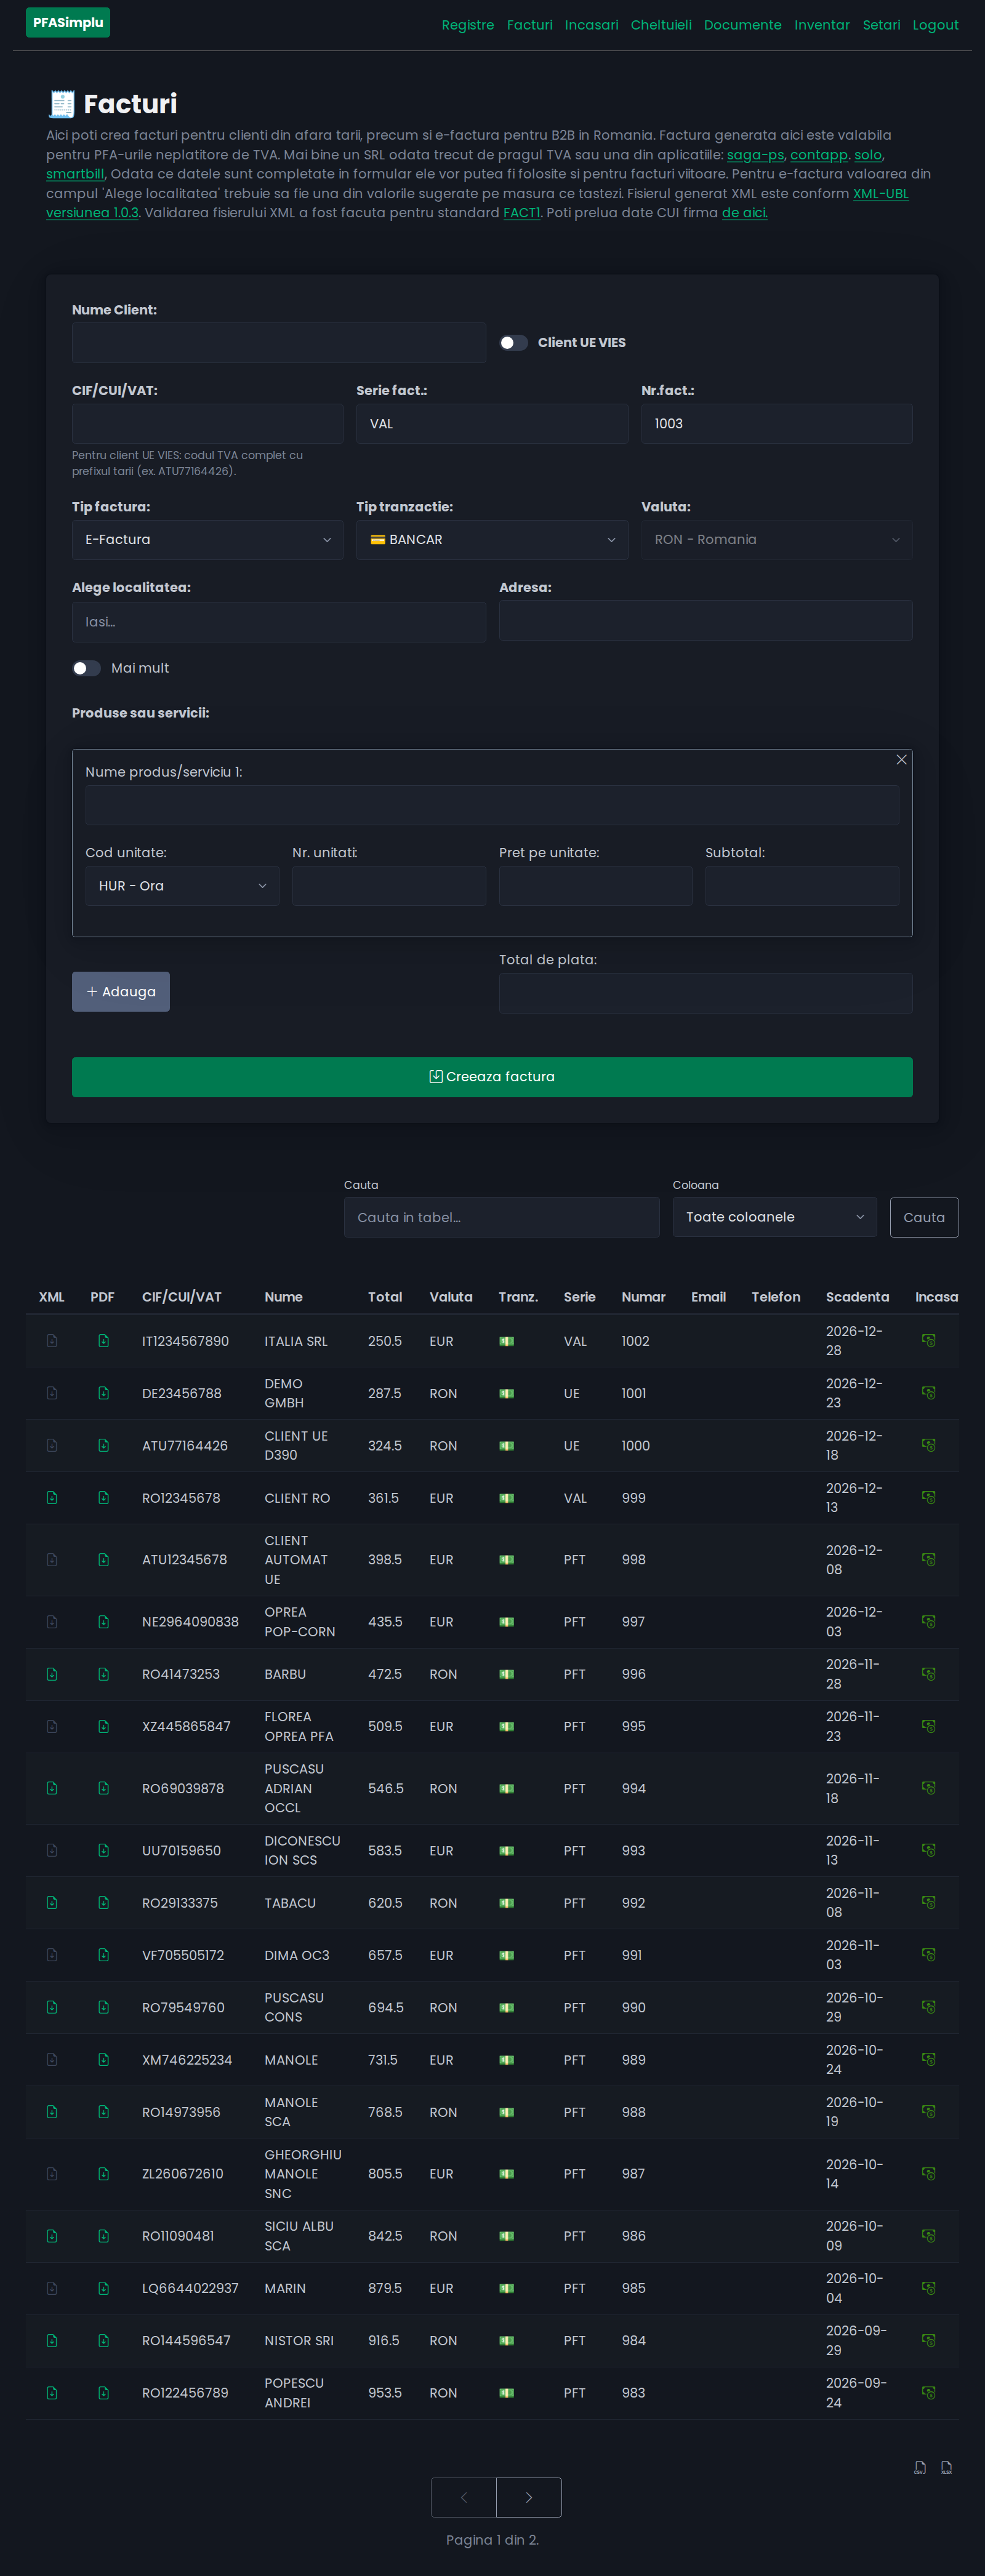 PFASimplu
Registre Facturi Incasari Cheltuieli Documente Inventar Setari Logout
Facturi
Aici poti crea facturi pentru clienti din afara tarii, precum si e-factura pentru B2B in Romania. Factura generata aici este valabila
pentru PFA-urile neplatitore de TVA. Mai bine un SRL odata trecut de pragul TVA sau una din aplicatiile: saga-ps, contapp. solo,
smartbill, Odata ce datele sunt completate in formular ele vor putea fi folosite si pentru facturi viitoare. Pentru e-factura valoarea din
campul 'Alege localitatea' trebuie sa fie una din valorile sugerate pe masura ce tastezi. Fisierul generat XML este conform XML-UBL
versiunea 1.0.3. Validarea fisierului XML a fost facuta pentru standard FACT1. Poti prelua date CUI firma de aici.
Nume Client:
Client UE VIES
CIF/CUI/VAT: Serie fact.: Nr.fact.:
VAL 1003
Pentru client UE VIES: codul TVA complet cu
prefixul tarii (ex. ATU77164426).
Tip factura: Tip tranzactie: Valuta:
E-Factura 💳 BANCAR RON - Romania
Alege localitatea: Adresa:
Iasi...
Mai mult
Produse sau servicii:
Nume produs/serviciu 1:
Cod unitate: Nr. unitati: Pret pe unitate: Subtotal:
HUR - Ora
Total de plata:
+ Adauga
Creeaza factura
Cauta Coloana
Cauta in tabel... Toate coloanele Cauta
XML PDF CIF/CUI/VAT Nume Total Valuta Tranz. Serie Numar Email Telefon Scadenta Incasa
IT1234567890 ITALIA SRL 250.5 EUR VAL 1002 2026-12-
28
DE23456788 DEMO
GMBH 287.5 RON UE 1001 2026-12-
23
ATU77164426 CLIENT UE
D390 324.5 RON UE 1000 2026-12-
18
RO12345678 CLIENT RO 361.5 EUR VAL 999 2026-12-
13
ATU12345678 CLIENT
AUTOMAT
UE 398.5 EUR PFT 998 2026-12-
08
NE2964090838 OPREA
POP-CORN 435.5 EUR PFT 997 2026-12-
03
RO41473253 BARBU 472.5 RON PFT 996 2026-11-
28
XZ445865847 FLOREA
OPREA PFA 509.5 EUR PFT 995 2026-11-
23
RO69039878 PUSCASU
ADRIAN
OCCL 546.5 RON PFT 994 2026-11-
18
UU70159650 DICONESCU
ION SCS 583.5 EUR PFT 993 2026-11-
13
RO29133375 TABACU 620.5 RON PFT 992 2026-11-
08
VF705505172 DIMA OC3 657.5 EUR PFT 991 2026-11-
03
RO79549760 PUSCASU
CONS 694.5 RON PFT 990 2026-10-
29
XM746225234 MANOLE 731.5 EUR PFT 989 2026-10-
24
RO14973956 MANOLE
SCA 768.5 RON PFT 988 2026-10-
19
ZL260672610 GHEORGHIU
MANOLE
SNC 805.5 EUR PFT 987 2026-10-
14
RO11090481 SICIU ALBU
SCA 842.5 RON PFT 986 2026-10-
09
LQ6644022937 MARIN 879.5 EUR PFT 985 2026-10-
04
RO144596547 NISTOR SRI 916.5 RON PFT 984 2026-09-
29
RO122456789 POPESCU
ANDREI 953.5 RON PFT 983 2026-09-
24
CSV XLSX
Pagina 1 din 2.